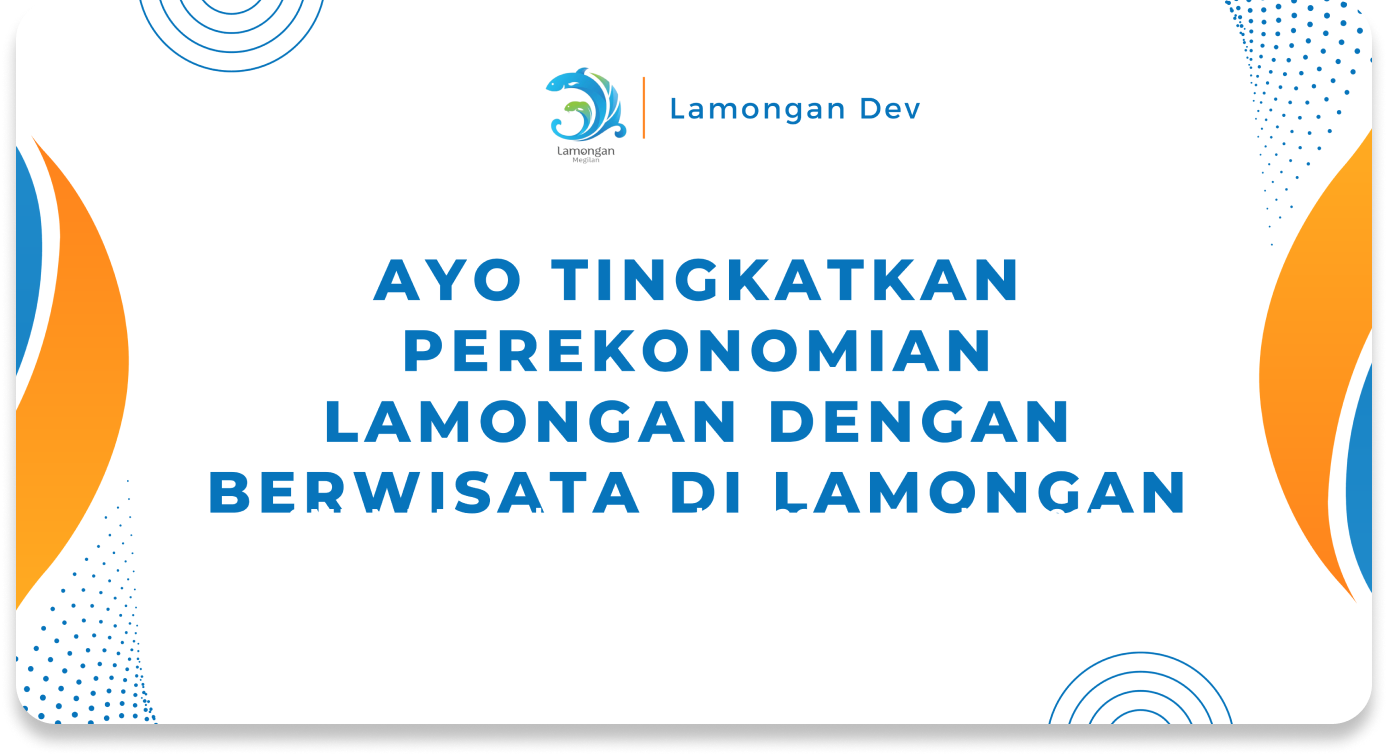 Lamongan Dev
Lamongan
Megilan
AYO TINGKATKAN
PEREKONOMIAN
LAMONGAN DENGAN
BERWISATA DI LAMONGAN